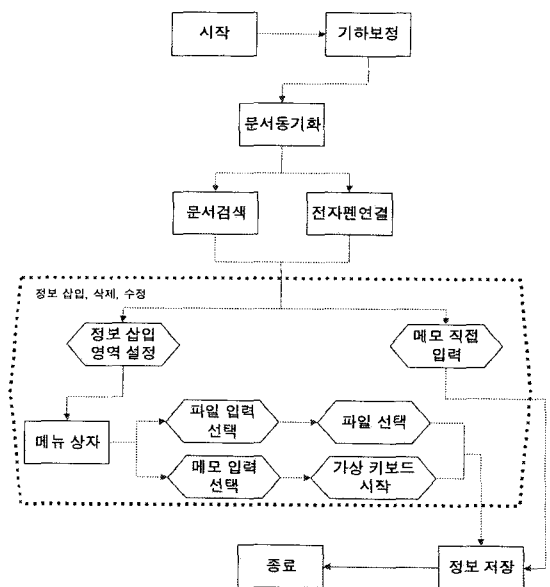 시작
기하보정
문서동기화
문서검색
전자펜연결
정보 삽입, 삭제, 수정
정보 삽입
영역 설정
메모 직접
입력
메뉴 상자
파일 입력
선택
파일 선택
메모 입력
선택
가상 키보드
시작
종료
정보 저장